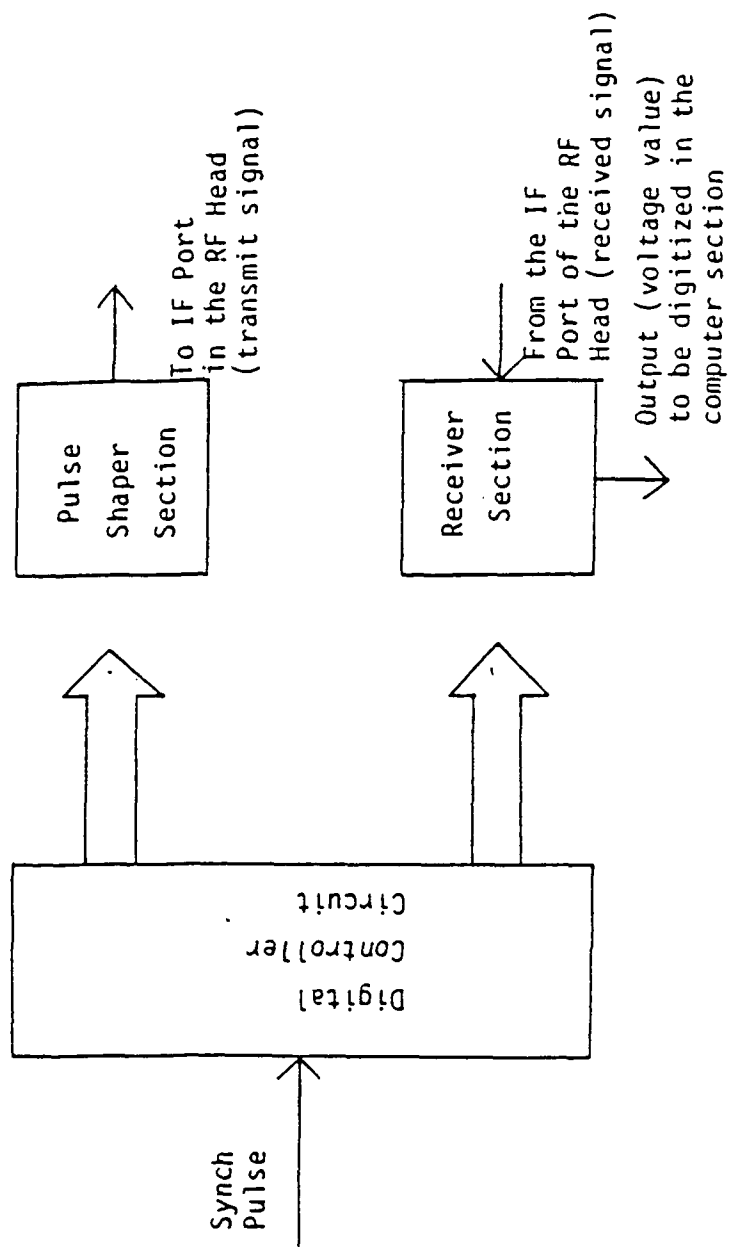 Synch
Pulse
Digital
Controller
Circuit
Pulse
Shaper
Section
To IF Port
in the RF Head
(transmit signal)
Receiver
Section
From the IF
Port of the RF
Head (received signal)
Output (voltage value)
to be digitized in the
computer section